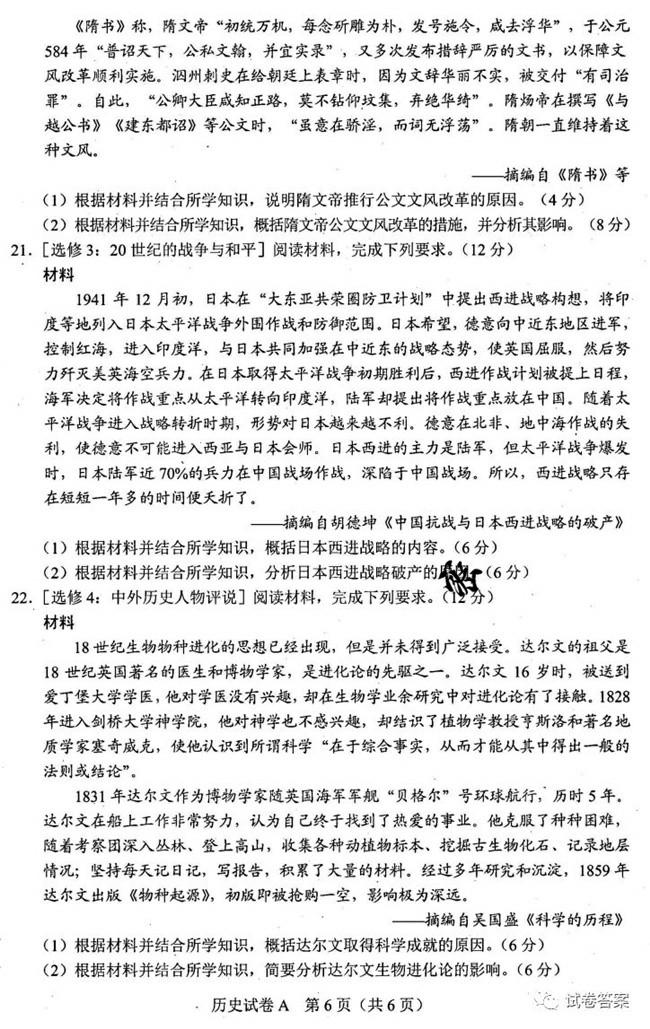 《隋书》称，隋文帝“初统万机，每念斫雕为朴，发号施令，咸去浮华”，于公元
584 年“普诏天下，公私文翰，并宜实录”，又多次发布措辞严厉的文书，以保障文
风改革顺利实施。泗州刺史在给朝廷上表章时，因为文辞华丽不实，被交付“有司治
罪”。自此，“公卿大臣咸知正路，莫不钻仰坟集，弃绝华绮”。隋炀帝在撰写《与
越公书》《建东都诏》等公文时，“虽意在骄淫，而词无浮荡”。隋朝一直维持着这
种文风。
——摘编自《隋书》等
（1）根据材料并结合所学知识，说明隋文帝推行公文文风改革的原因。（4 分）
（2）根据材料并结合所学知识，概括隋文帝公文文风改革的措施，并分析其影响。（8 分）
21．［选修 3：20 世纪的战争与和平］阅读材料，完成下列要求。（12 分）
材料
1941 年 12 月初，日本在“大东亚共荣圈防卫计划”中提出西进战略构想，将印
度等地列入日本太平洋战争外围作战和防御范围。日本希望，德意向中近东地区进军，
控制红海，进入印度洋，与日本共同加强在中近东的战略态势，使英国屈服，然后努
力歼灭美英海空兵力。在日本取得太平洋战争初期胜利后，西进作战计划被提上日程，
海军决定将作战重点从太平洋转向印度洋，陆军却提出将作战重点放在中国。随着太
平洋战争进入战略转折时期，形势对日本越来越不利。德意在北非、地中海作战的失
利，使德意不可能进入西亚与日本会师。日本西进的主力是陆军，但太平洋战争爆发
时，日本陆军近 70%的兵力在中国战场作战，深陷于中国战场。所以，西进战略只存
在短短一年多的时间便夭折了。
——摘编自胡德坤《中国抗战与日本西进战略的破产》
（1）根据材料并结合所学知识，概括日本西进战略的内容。（6 分）
（2）根据材料并结合所学知识，分析日本西进战略破产的（6 分）
22．［选修 4：中外历史人物评说］阅读材料，完成下列要求。（12 分）
材料
18 世纪生物物种进化的思想已经出现，但是并未得到广泛接受。达尔文的祖父是
18 世纪英国著名的医生和博物学家，是进化论的先驱之一。达尔文 16 岁时，被送到
爱丁堡大学学医，他对学医没有兴趣，却在生物学业余研究中对进化论有了接触。1828
年进入剑桥大学神学院，他对神学也不感兴趣，却结识了植物学教授亨斯洛和著名地
质学家塞奇威克，使他认识到所谓科学“在于综合事实，从而才能从其中得出一般的
法则或结论”。
1831 年达尔文作为博物学家随英国海军军舰“贝格尔”号环球航行，历时 5 年。
达尔文在船上工作非常努力，认为自己终于找到了热爱的事业。他克服了种种困难，
随着考察团深入丛林、登上高山，收集各种动植物标本、挖掘古生物化石、记录地层
情况；坚持每天记日记，写报告，积累了大量的材料。经过多年研究和沉淀，1859 年
达尔文出版《物种起源》，初版即被抢购一空，影响极为深远。
——摘编自吴国盛《科学的历程》
（1）根据材料并结合所学知识，概括达尔文取得科学成就的原因。（6 分）
（2）根据材料并结合所学知识，简要分析达尔文生物进化论的影响。（6 分）
历史试卷 A 第 6 页（共 6 页）
试卷答案